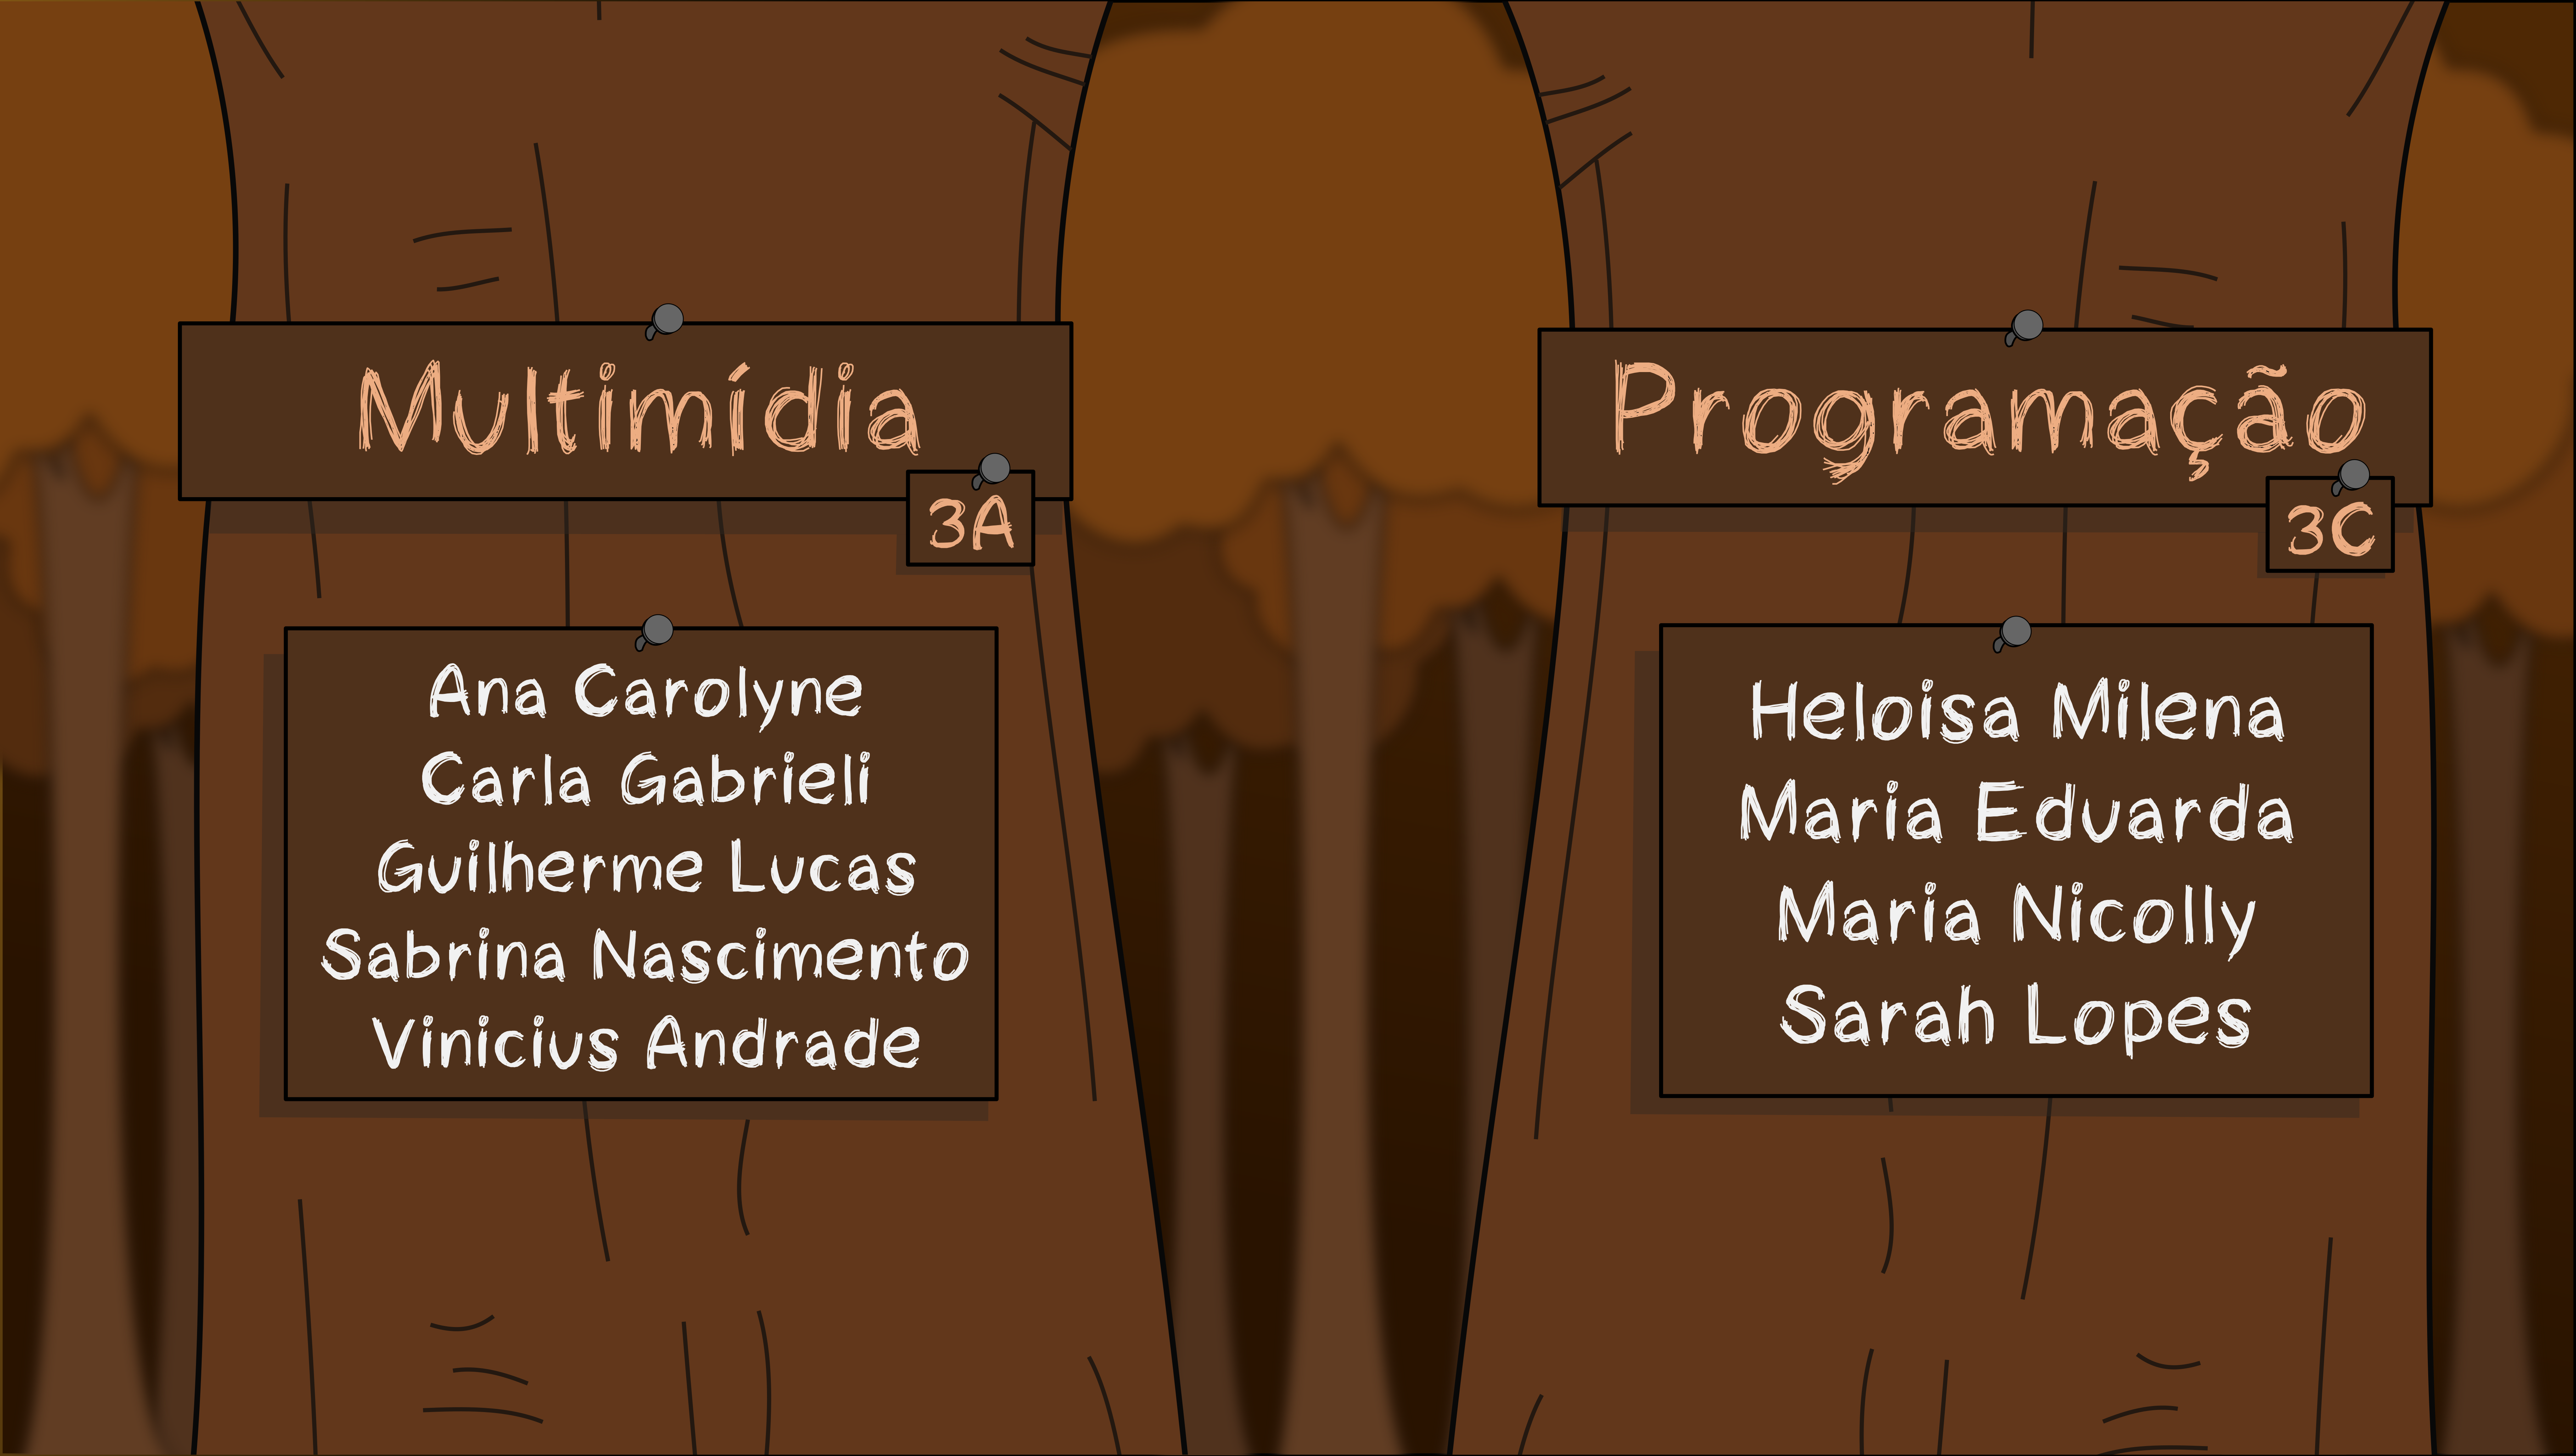 Multimídia
3A
Ana Carolyne
Carla Gabrieli
Guilherme Lucas
Sabrina Nascimento
Vinicius Andrade
Programação
3C
Heloisa Milena
Maria Eduarda
Maria Nicolly
Sarah Lopes